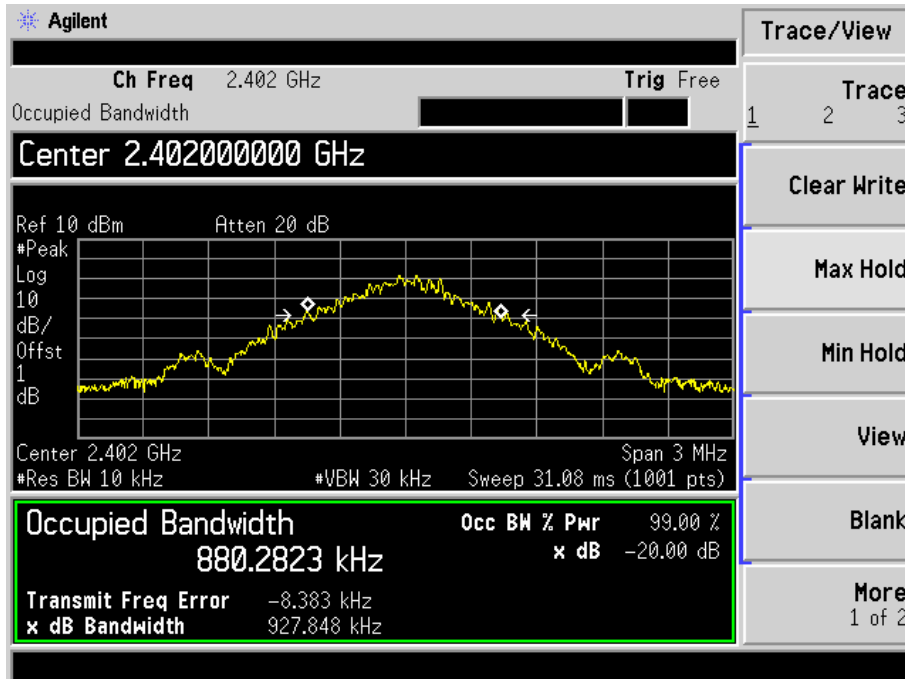 Agilent
Ch Freq 2.402 GHz Trig Free
Occupied Bandwidth
Center 2.402000000 GHz
Ref 10 dBm Atten 20 dB
#Peak
Log
10
dB/
Offst
1
dB
Center 2.402 GHz Span 3 MHz
#Res BW 10 kHz #VBW 30 kHz Sweep 31.08 ms (1001 pts)
Occupied Bandwidth
880.2823 kHz
Occ BW % Pwr 99.00 %
x dB -20.00 dB
Transmit Freq Error -8.383 kHz
x dB Bandwidth 927.848 kHz
Trace/View
Trace
1 2 3
Clear Write
Max Hold
Min Hold
View
Blank
More
1 of 2